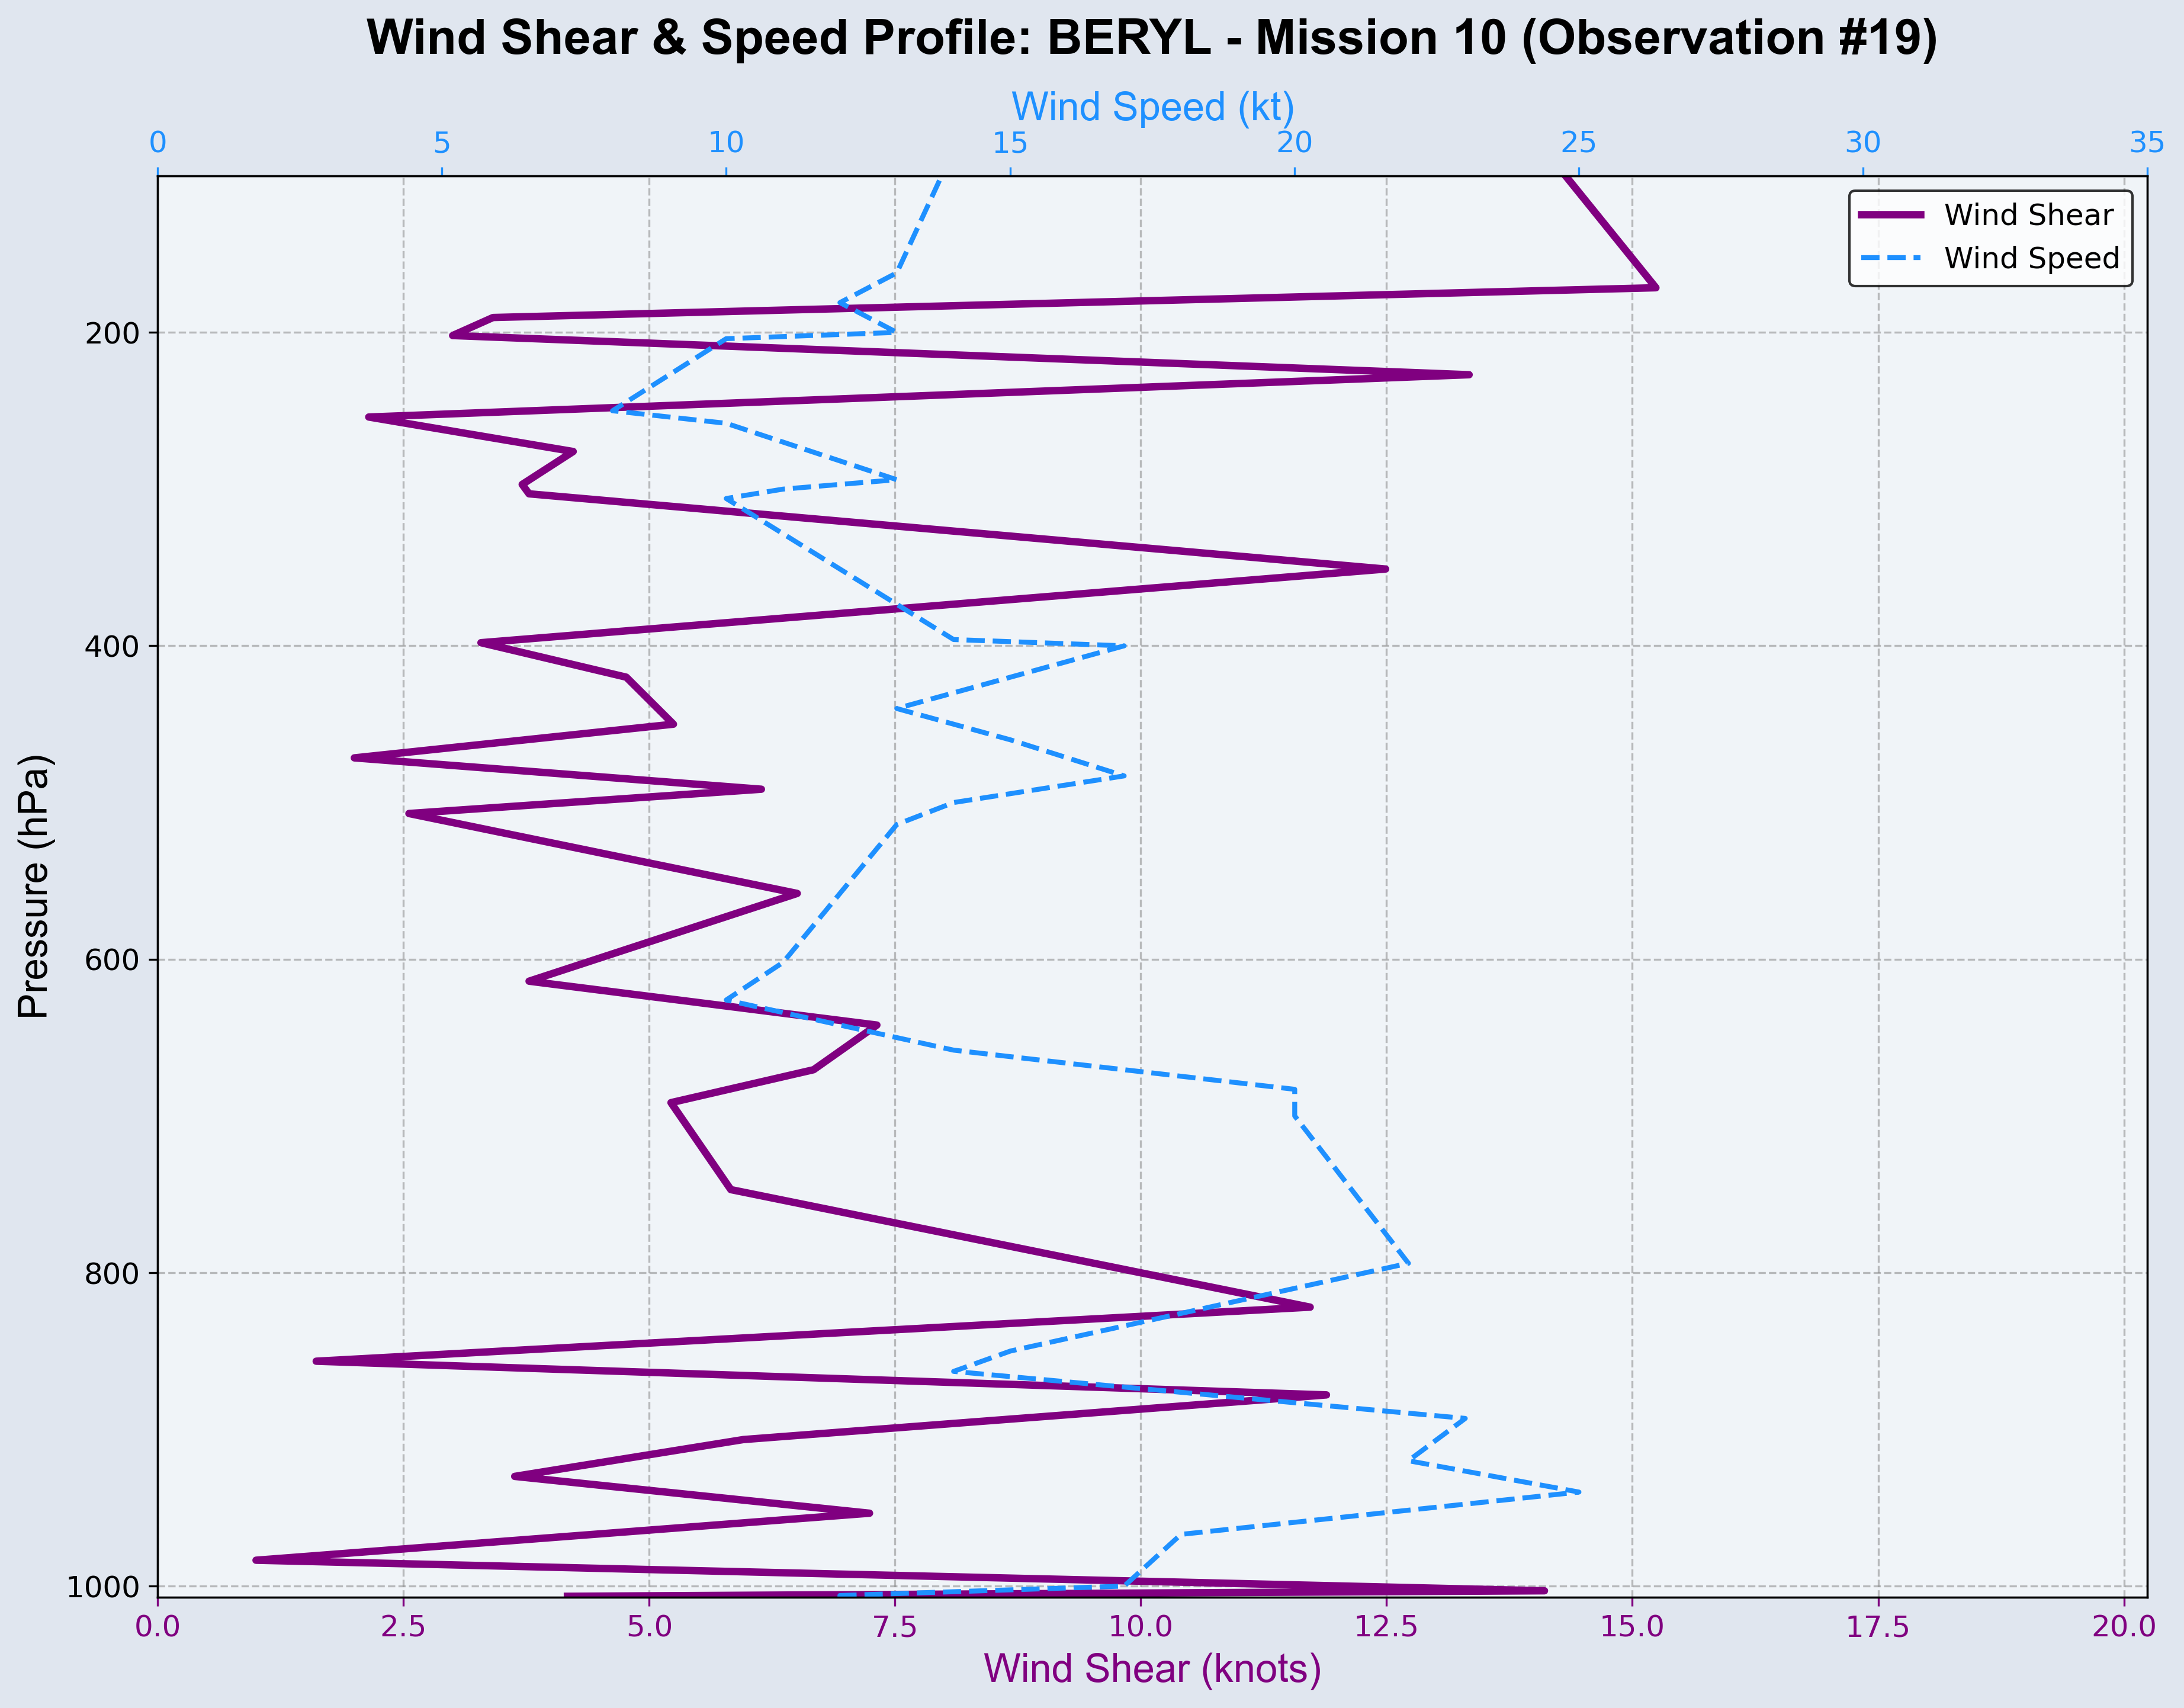 Wind Shear & Speed Profile: BERYL - Mission 10 (Observation #19)
Wind Speed (kt)
0 5 10 15 20 25 30 35
Wind Shear
Wind Speed
200
400
600
800
1000
Pressure (hPa)
0.0 2.5 5.0 7.5 10.0 12.5 15.0 17.5 20.0
Wind Shear (knots)